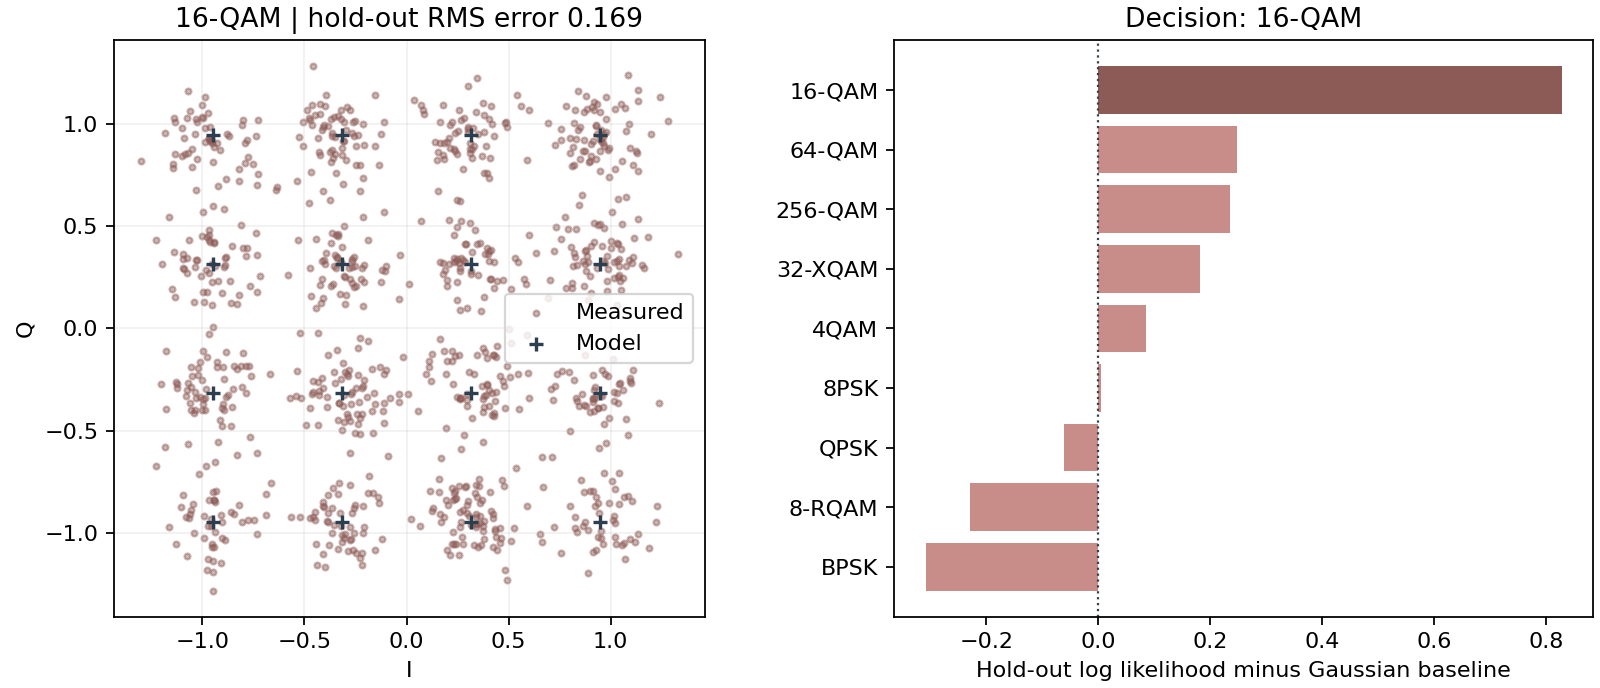 16-QAM | hold-out RMS error 0.169
1.0
0.5
0.0
−0.5
−1.0
Q
Measured
Model
−1.0 −0.5 0.0 0.5 1.0
I
Decision: 16-QAM
16-QAM
64-QAM
256-QAM
32-XQAM
4QAM
8PSK
QPSK
8-RQAM
BPSK
−0.2 0.0 0.2 0.4 0.6 0.8
Hold-out log likelihood minus Gaussian baseline